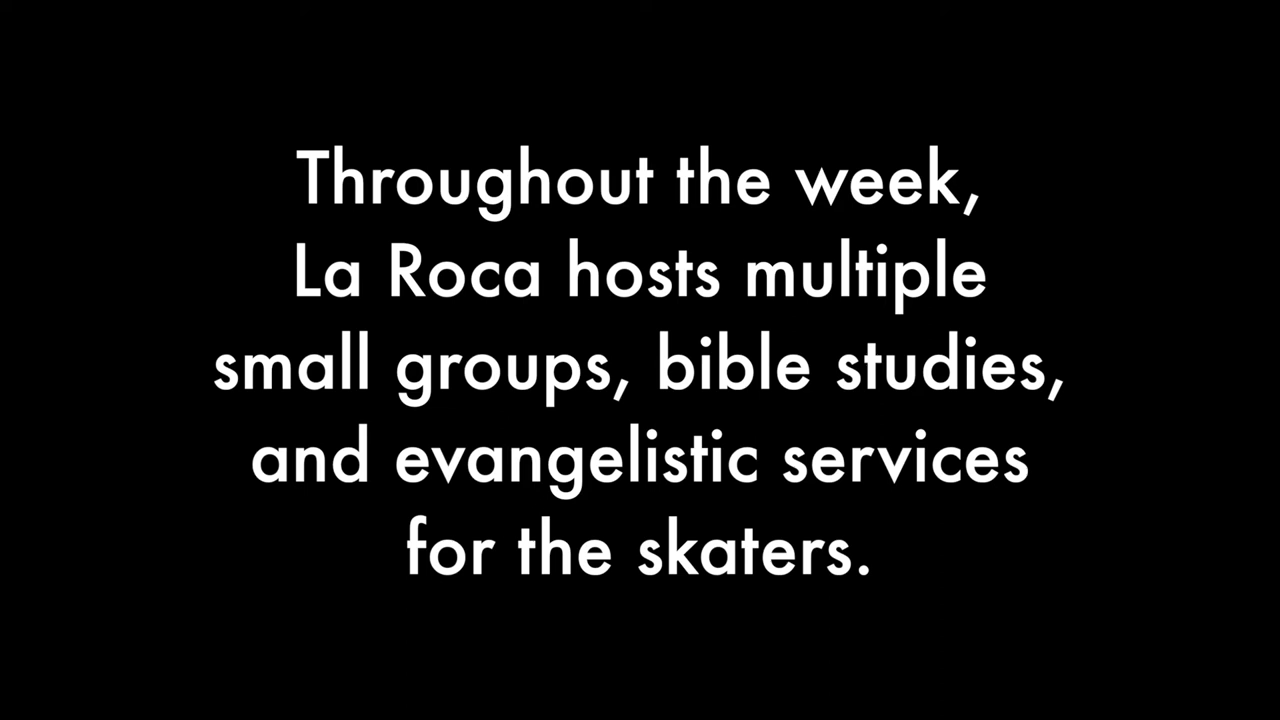 Throughout the week,
La Roca hosts multiple
small groups, bible studies,
and evangelistic services
for the skaters.